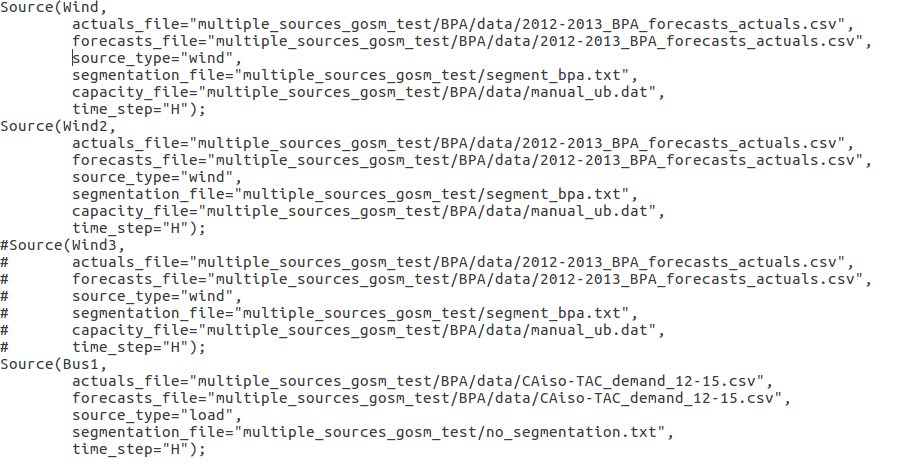 Source(Wind,
        actuals_file="multiple_sources_gosm_test/BPA/data/2012-2013_BPA_forecasts_actuals.csv",
        forecasts_file="multiple_sources_gosm_test/BPA/data/2012-2013_BPA_forecasts_actuals.csv",
        source_type="wind",
        segmentation_file="multiple_sources_gosm_test/segment_bpa.txt",
        capacity_file="multiple_sources_gosm_test/BPA/data/manual_ub.dat",
        time_step="H");
Source(Wind2,
        actuals_file="multiple_sources_gosm_test/BPA/data/2012-2013_BPA_forecasts_actuals.csv",
        forecasts_file="multiple_sources_gosm_test/BPA/data/2012-2013_BPA_forecasts_actuals.csv",
        source_type="wind",
        segmentation_file="multiple_sources_gosm_test/segment_bpa.txt",
        capacity_file="multiple_sources_gosm_test/BPA/data/manual_ub.dat",
        time_step="H");
#Source(Wind3,
#       actuals_file="multiple_sources_gosm_test/BPA/data/2012-2013_BPA_forecasts_actuals.csv",
#       forecasts_file="multiple_sources_gosm_test/BPA/data/2012-2013_BPA_forecasts_actuals.csv",
#       source_type="wind",
#       segmentation_file="multiple_sources_gosm_test/segment_bpa.txt",
#       capacity_file="multiple_sources_gosm_test/BPA/data/manual_ub.dat",
#       time_step="H");
Source(Bus1,
        actuals_file="multiple_sources_gosm_test/BPA/data/CAiso-TAC_demand_12-15.csv",
        forecasts_file="multiple_sources_gosm_test/BPA/data/CAiso-TAC_demand_12-15.csv",
        source_type="load",
        segmentation_file="multiple_sources_gosm_test/no_segmentation.txt",
        time_step="H");